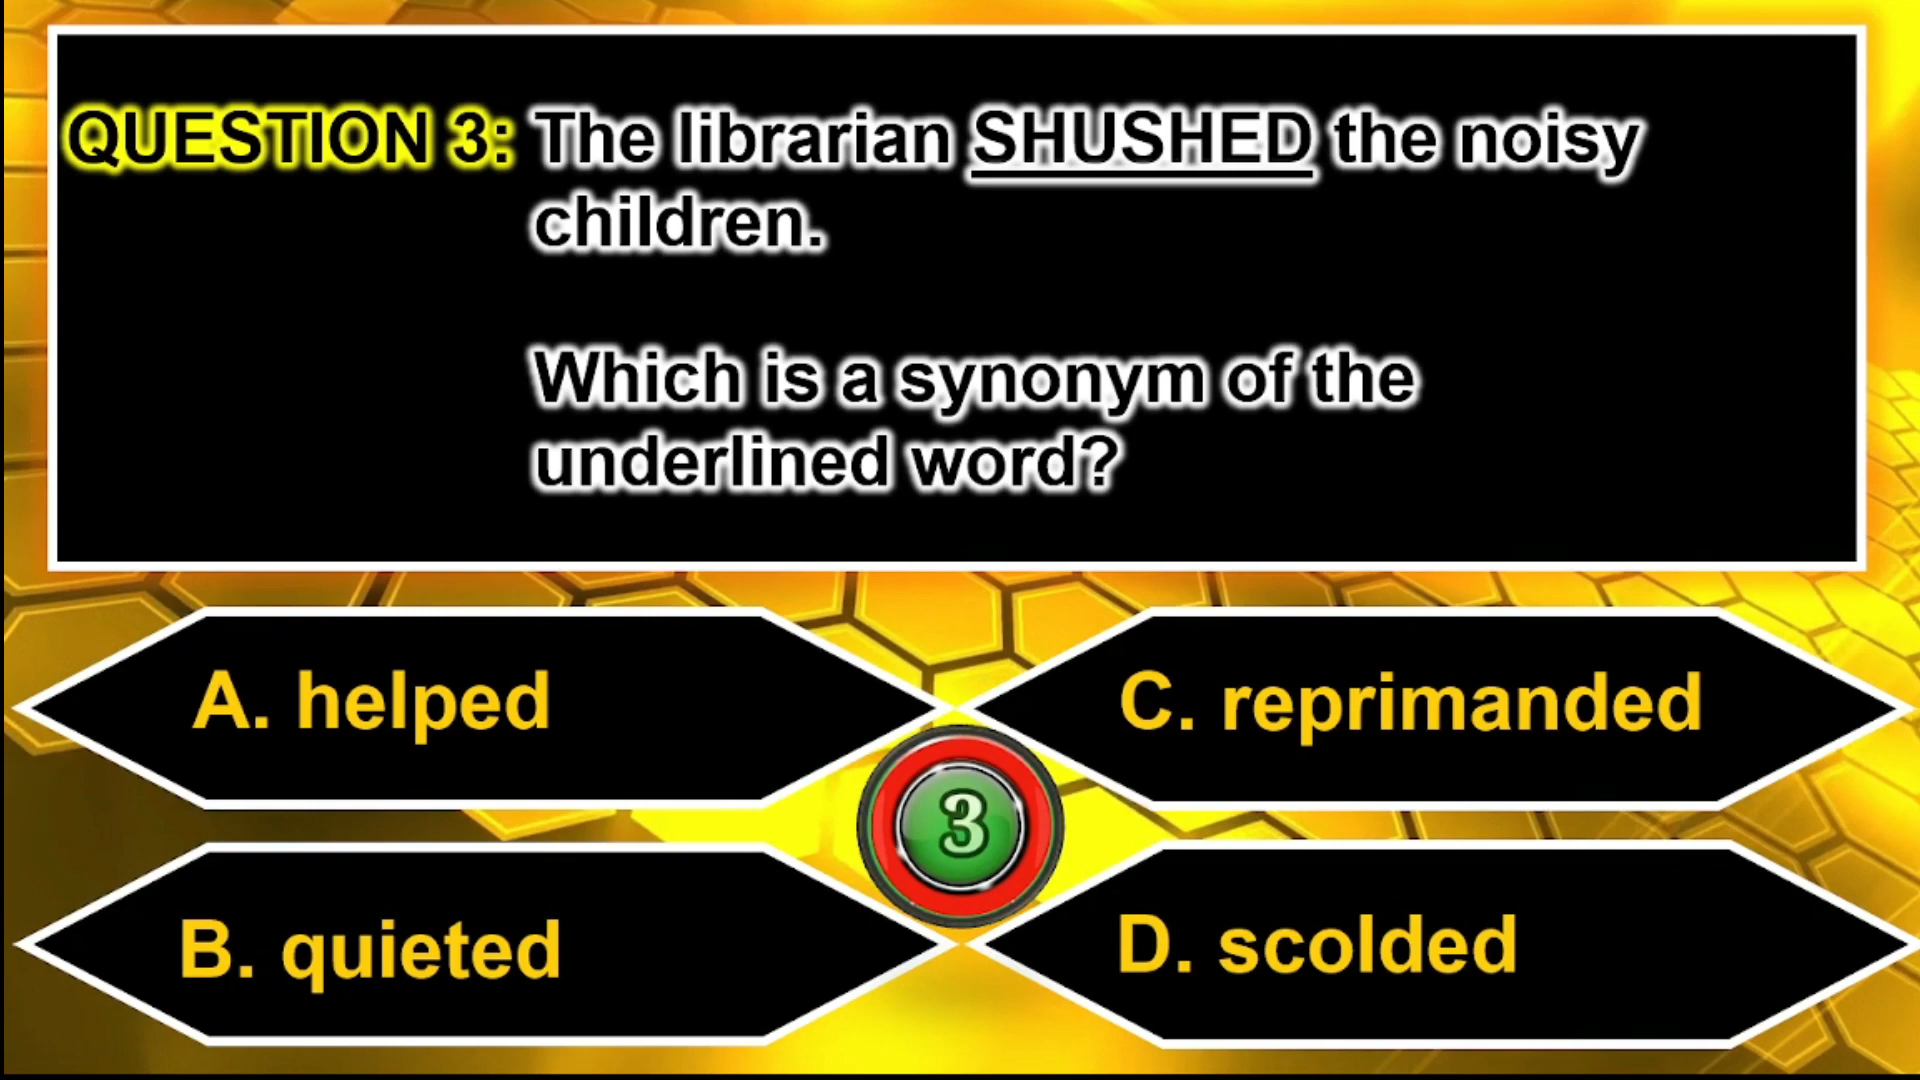 QUESTION 3: The librarian SHUSHED the noisy
children.
Which is a synonym of the
underlined word?
A. helped
C. reprimanded
3
B. quieted
D. scolded